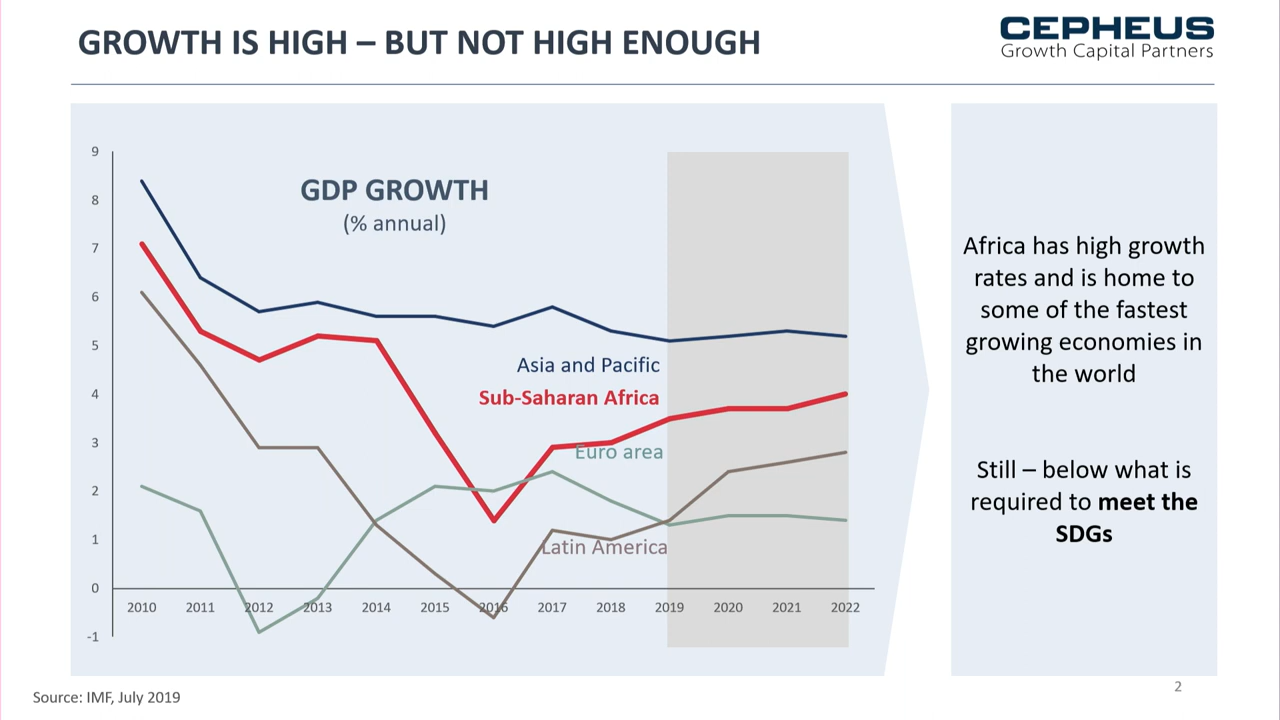 GROWTH IS HIGH – BUT NOT HIGH ENOUGH
CEPHEUS
Growth Capital Partners
GDP GROWTH
(% annual)
9
8
7
6
5
4
3
2
1
0
-1
Asia and Pacific
Sub-Saharan Africa
Euro area
Latin America
2010 2011 2012 2013 2014 2015 2016 2017 2018 2019 2020 2021 2022
Africa has high growth
rates and is home to
some of the fastest
growing economies in
the world
Still – below what is
required to meet the
SDGs
Source: IMF, July 2019
2